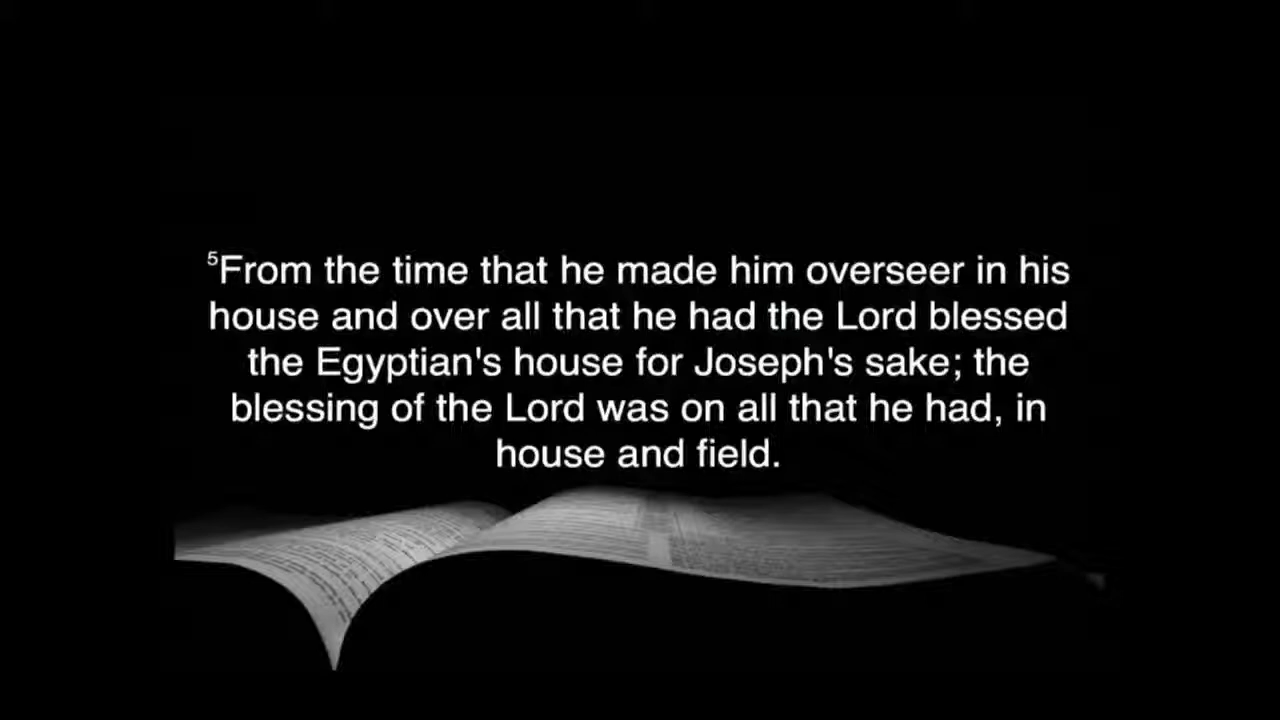 ⁵From the time that he made him overseer in his
house and over all that he had the Lord blessed
the Egyptian's house for Joseph's sake; the
blessing of the Lord was on all that he had, in
house and field.